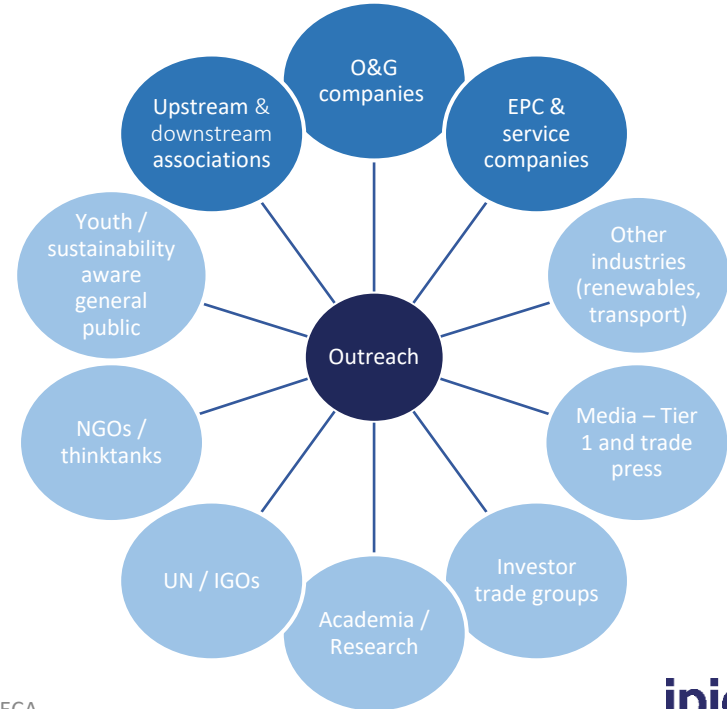 O&G
companies
EPC &
service
companies
Other
industries
(renewables,
transport)
Media – Tier
1 and trade
press
Investor
trade groups
Academia /
Research
UN / IGOs
NGOs /
thinktanks
Youth /
sustainability
aware
general
public
Upstream &
downstream
associations
Outreach